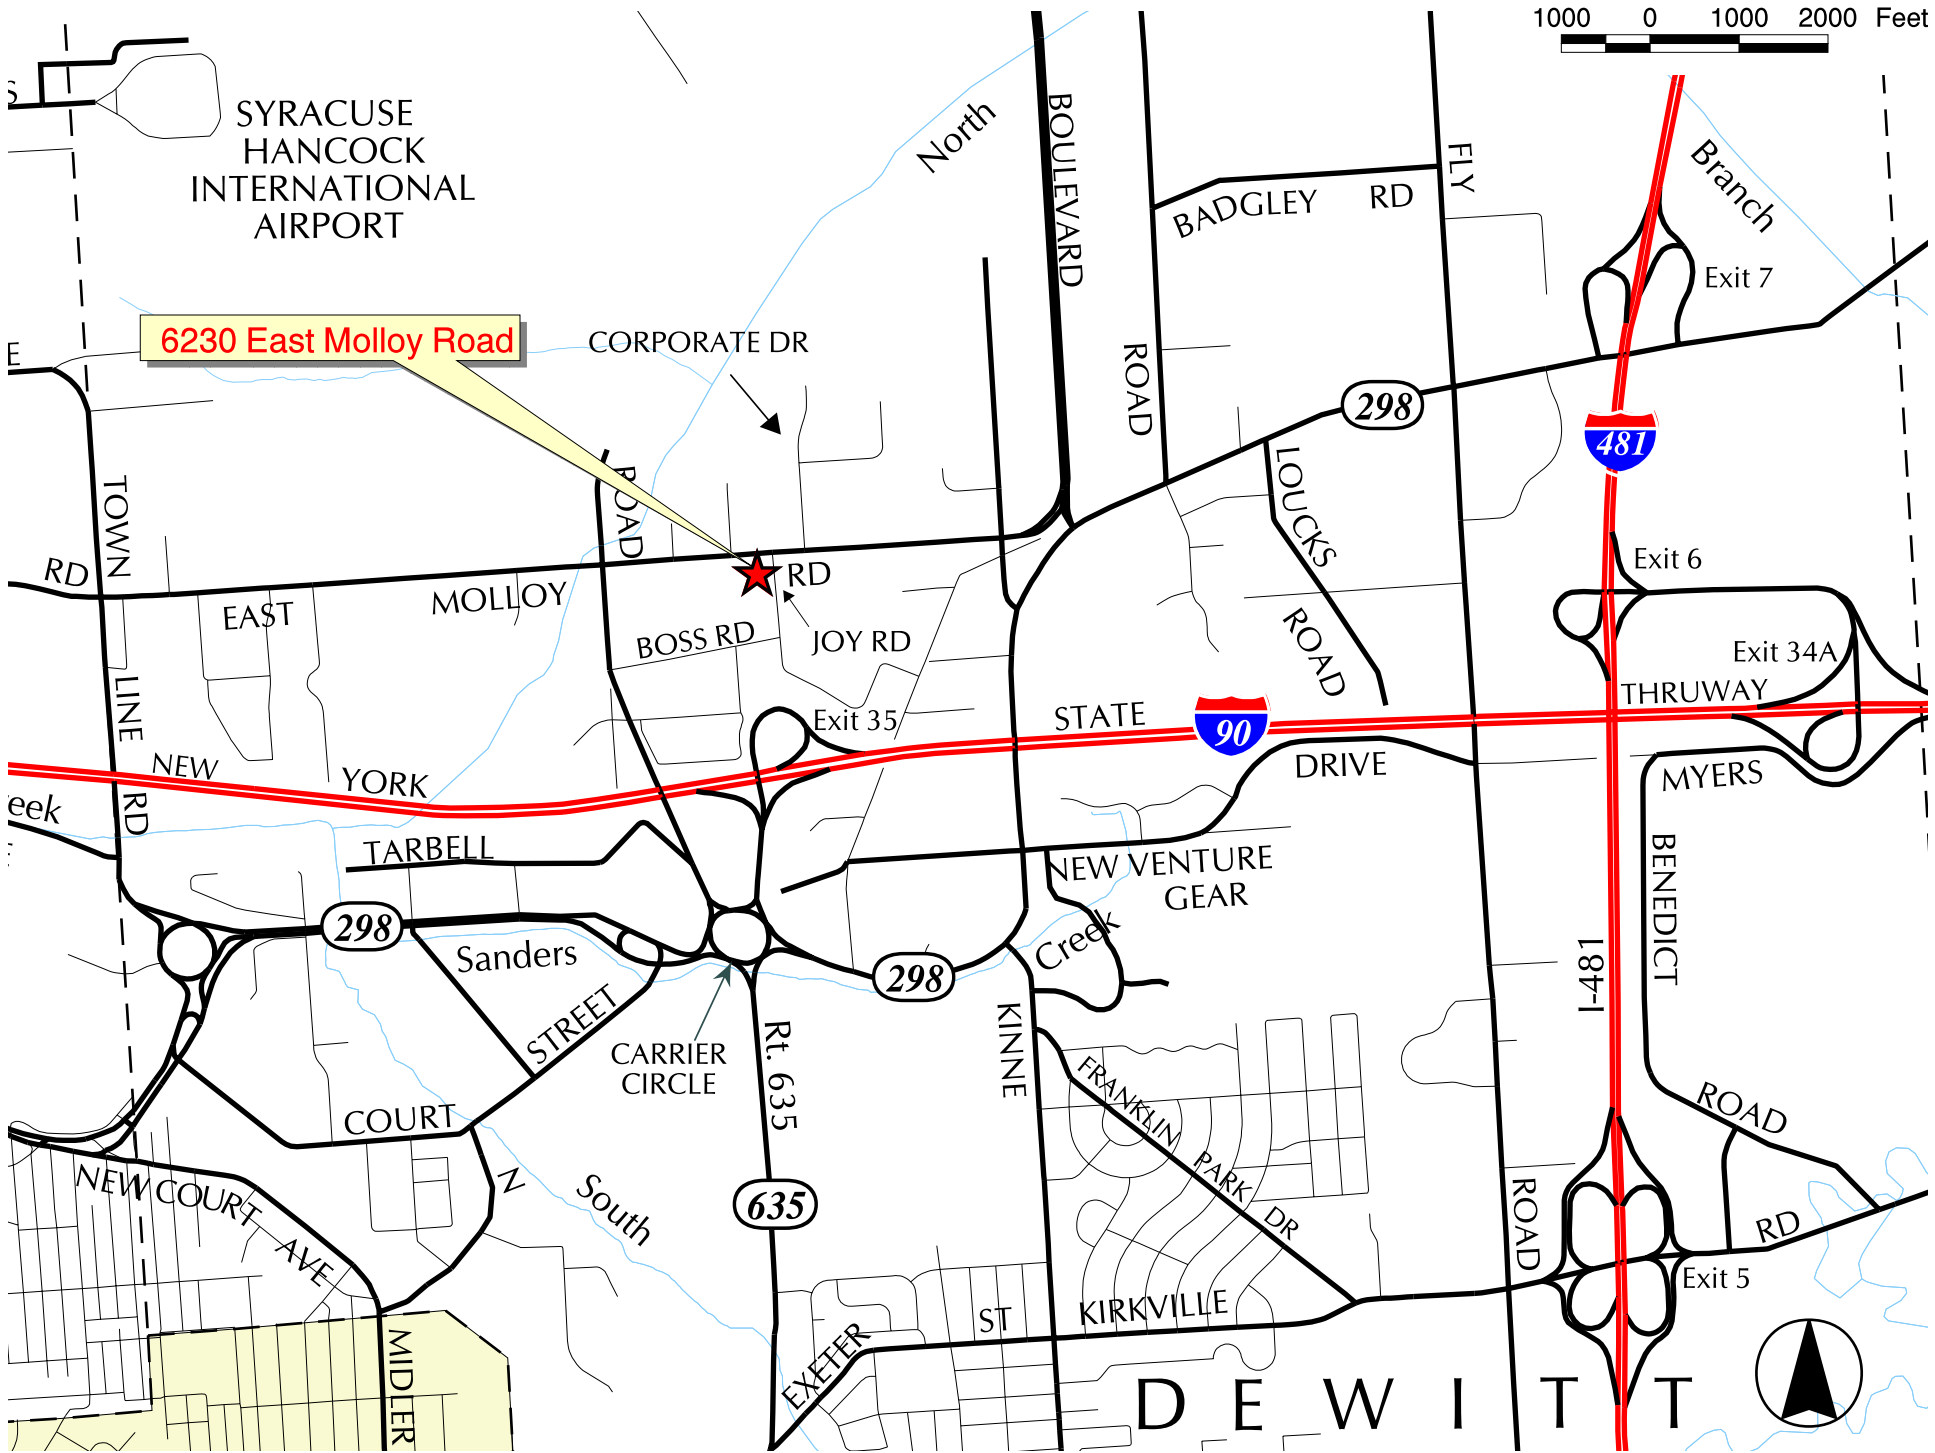 1000 0 1000 2000 Feet
S
SYRACUSE
HANCOCK
INTERNATIONAL
AIRPORT
North
BOULEVARD
FLY
Branch
BADGLEY RD
Exit 7
E
6230 East Molloy Road
CORPORATE DR
ROAD
298
481
TOWN
ROAD
LOUCKS
RD
EAST
MOLLOY
RD
Exit 6
BOSS RD
JOY RD
ROAD
Exit 34A
LINE
Exit 35
STATE
90
THRUWAY
NEW
YORK
DRIVE
MYERS
eek
RD
TARBELL
NEW VENTURE
GEAR
BENEDICT
298
Sanders
Creek
298
I-481
STREET
CARRIER
CIRCLE
KINNE
Rt. 635
COURT
FRANKLIN
PARK
DR
ROAD
NEW COURT
AVE
N
South
635
ROAD
RD
Exit 5
MIDLER
EXETER
ST
KIRKVILLE
DEWITT